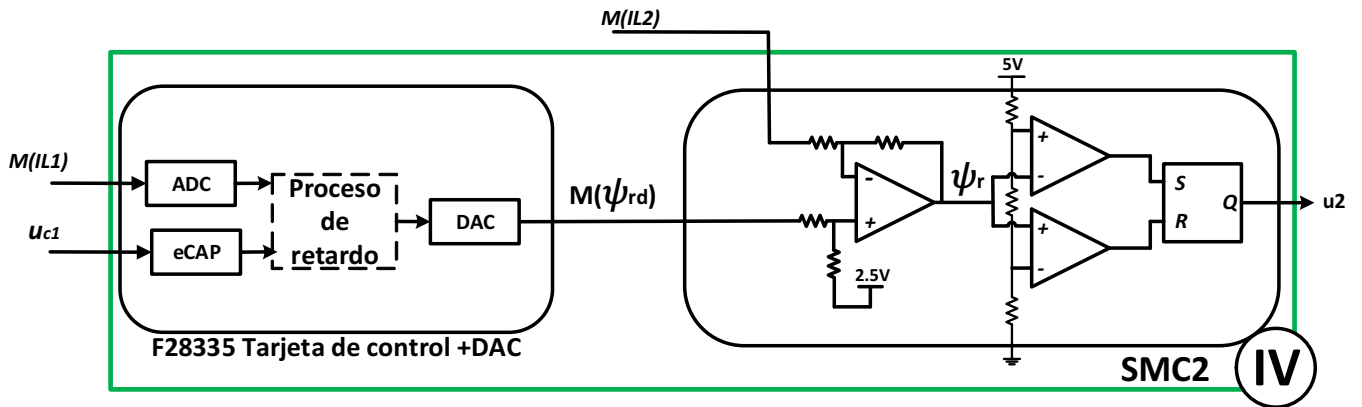 M(IL2)
5V
M(IL1)
ADC
Proceso
de
retardo
DAC
M(ψrd)
uc1
eCAP
-
+
2.5V
ψr
+
-
+
-
S
R
Q
u2
F28335 Tarjeta de control +DAC
SMC2
IV